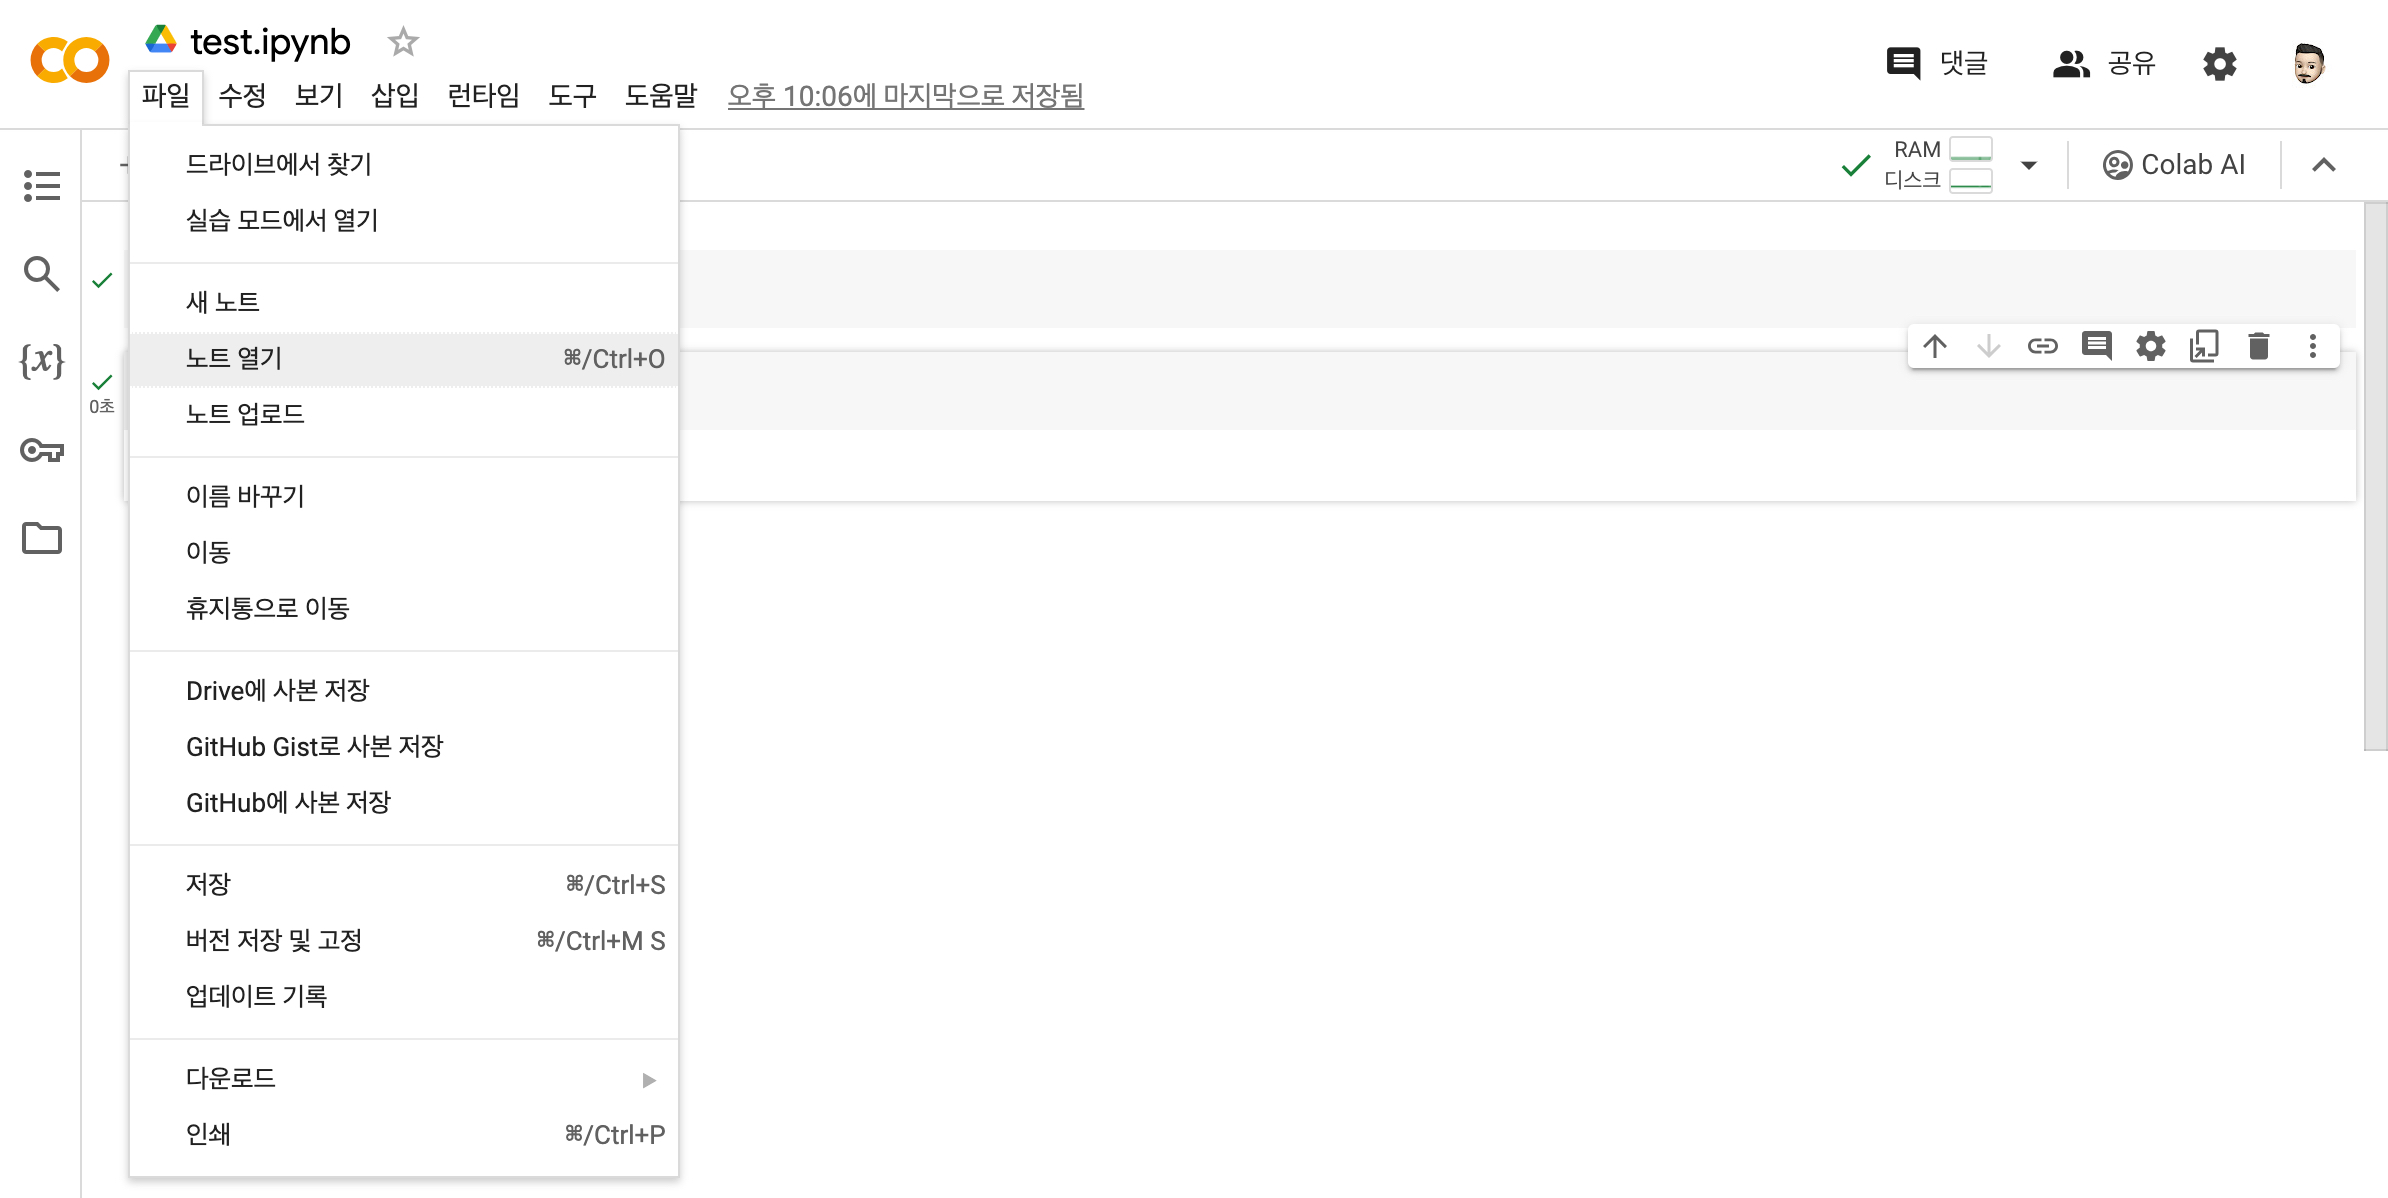 test.ipynb
파일 수정 보기 삽입 런타임 도구 도움말 오후 10:06에 마지막으로 저장됨
댓글 공유
RAM
디스크
Colab AI
{x}
0초
드라이브에서 찾기
실습 모드에서 열기
새 노트
노트 열기 ⌘/Ctrl+O
노트 업로드
이름 바꾸기
이동
휴지통으로 이동
Drive에 사본 저장
GitHub Gist로 사본 저장
GitHub에 사본 저장
저장 ⌘/Ctrl+S
버전 저장 및 고정 ⌘/Ctrl+M S
업데이트 기록
다운로드
인쇄 ⌘/Ctrl+P